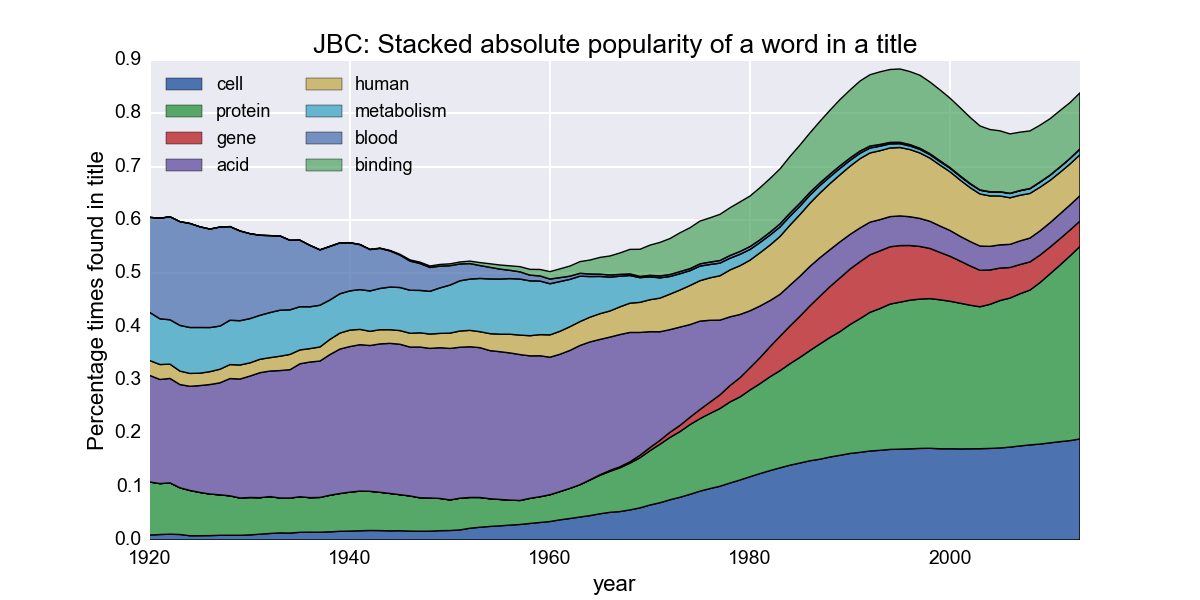 JBC: Stacked absolute popularity of a word in a title
Percentage times found in title
0.9
0.8
0.7
0.6
0.5
0.4
0.3
0.2
0.1
0.0
cell
protein
gene
acid
human
metabolism
blood
binding
1920
1940
1960
1980
2000
year